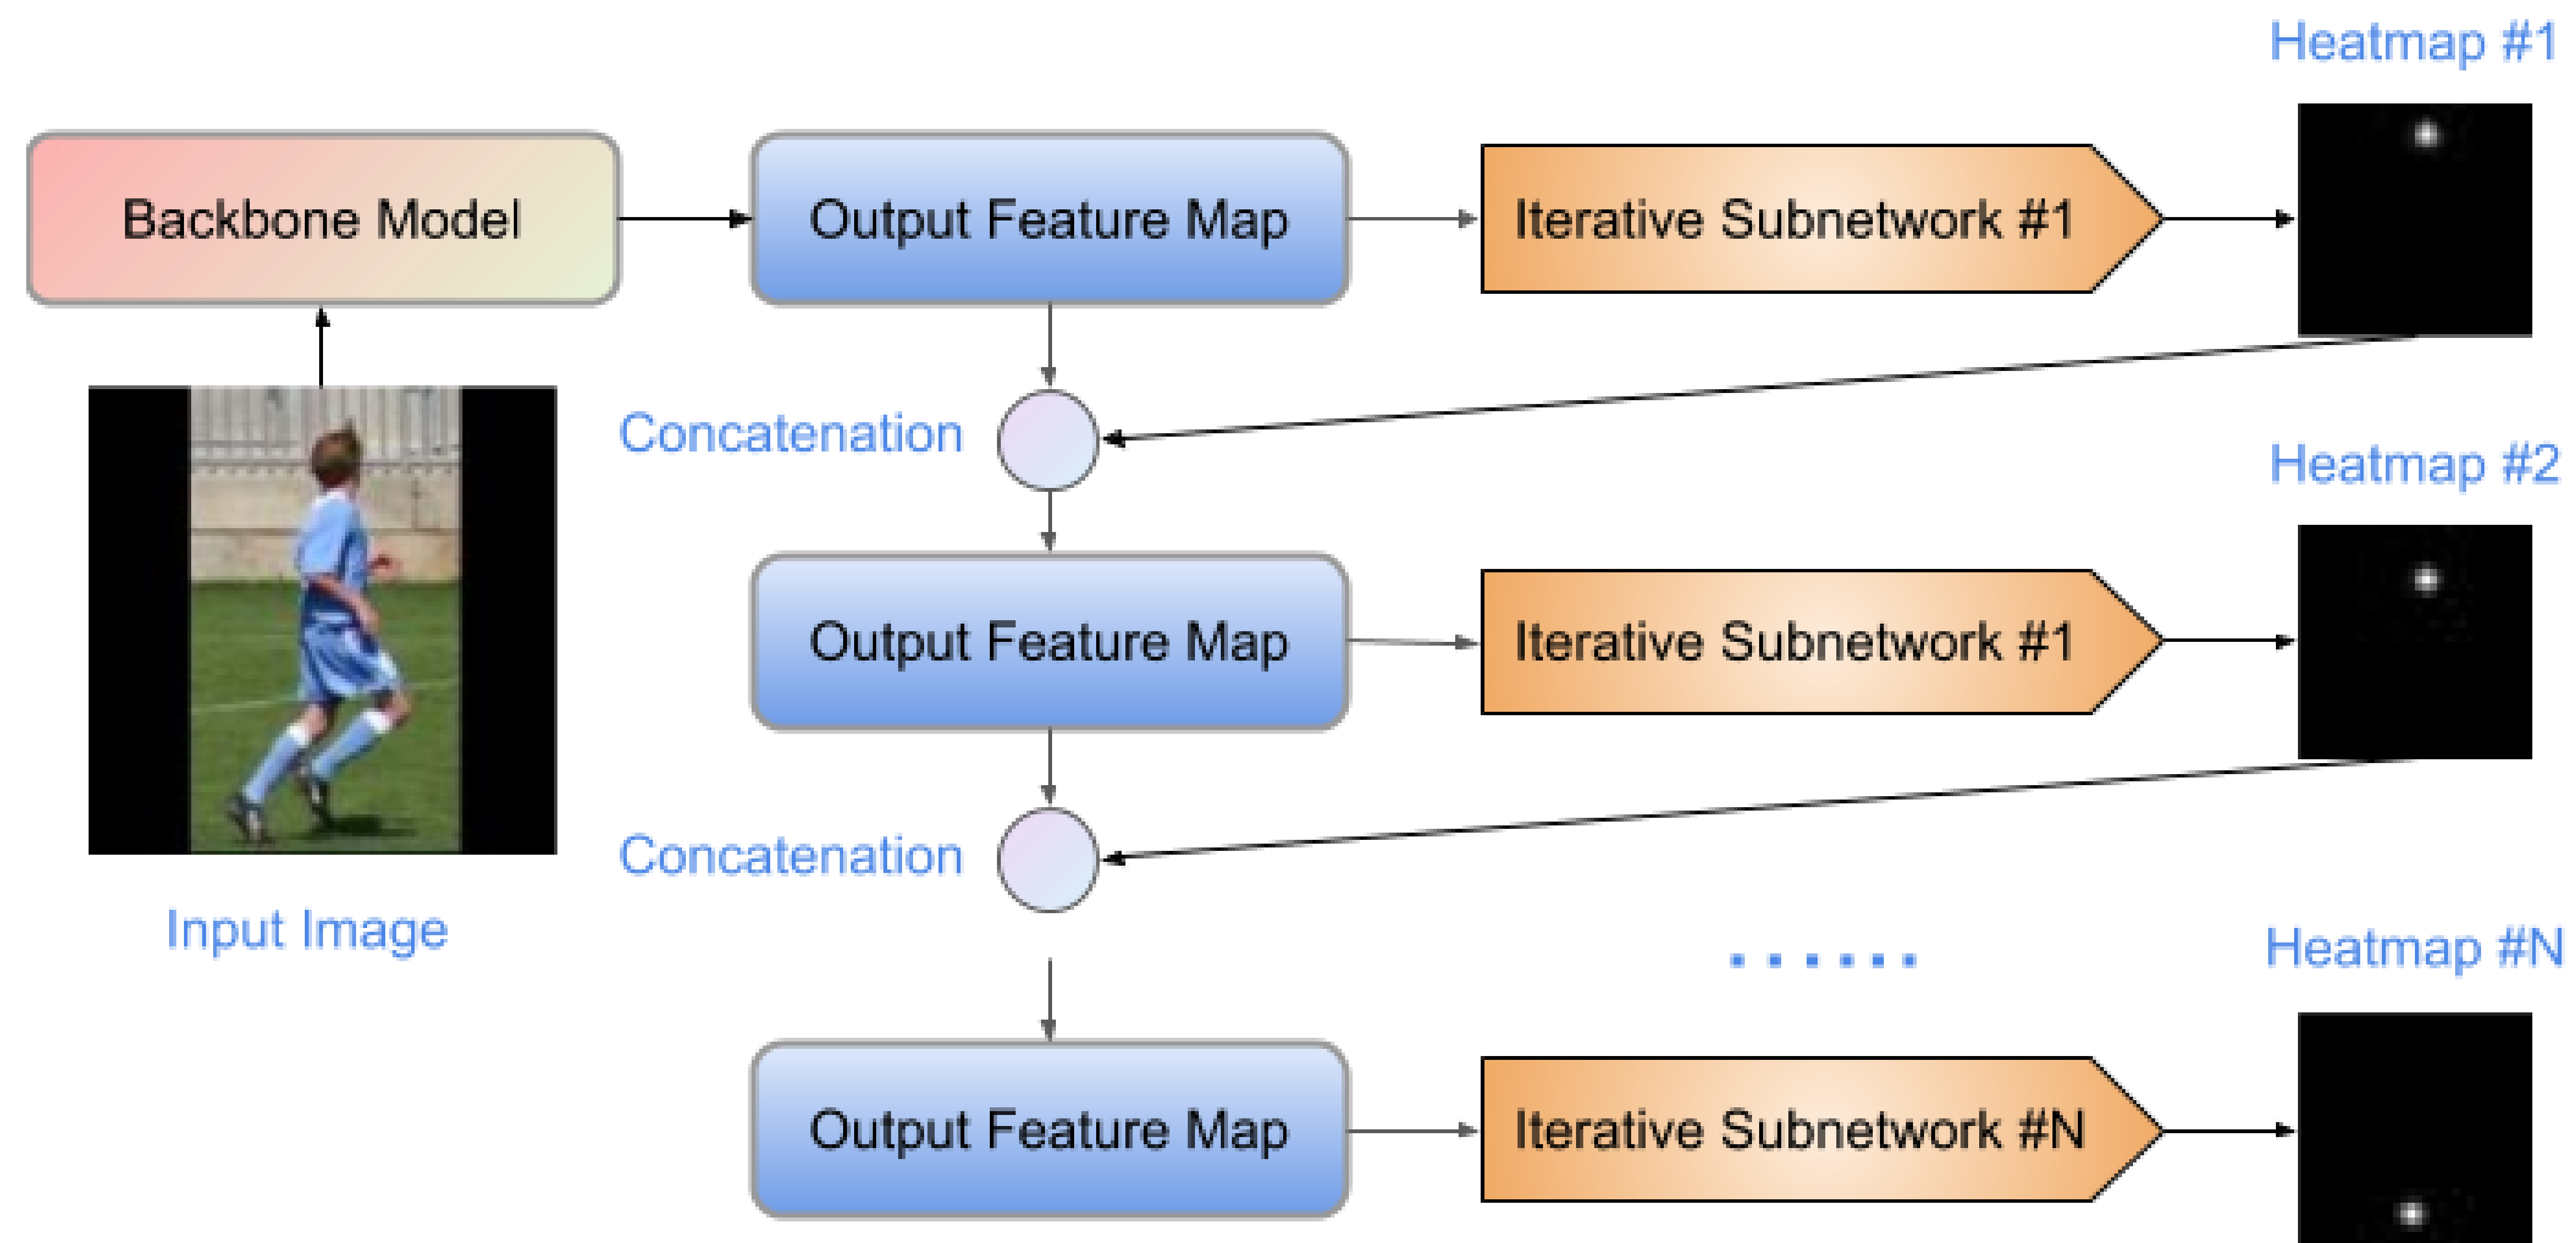 Heatmap #1
Backbone Model
Output Feature Map
Iterative Subnetwork #1
Concatenation
Heatmap #2
Output Feature Map
Iterative Subnetwork #1
Concatenation
Input Image
......
Heatmap #N
Output Feature Map
Iterative Subnetwork #N